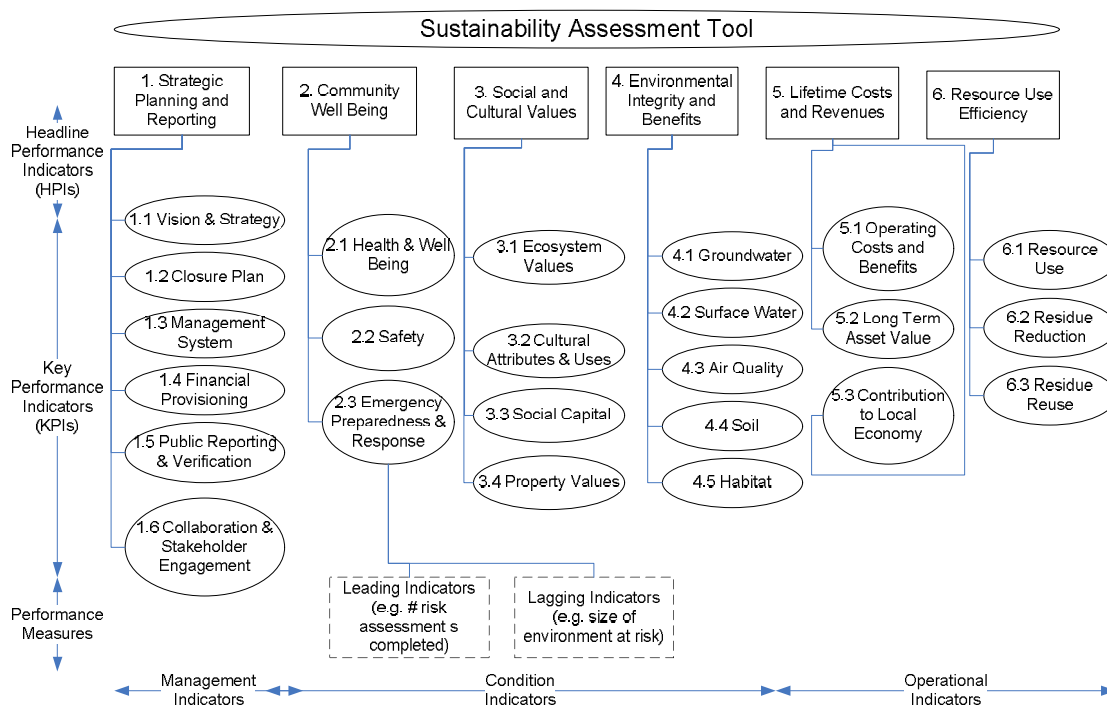 Sustainability Assessment Tool
1. Strategic
Planning and
Reporting
2. Community
Well Being
3. Social and
Cultural Values
4. Environmental
Integrity and
Benefits
5. Lifetime Costs
and Revenues
6. Resource Use
Efficiency
Headline
Performance
Indicators
(HPIs)
Key
Performance
Indicators
(KPIs)
Performance
Measures
1.1 Vision & Strategy
1.2 Closure Plan
1.3 Management
System
1.4 Financial
Provisioning
1.5 Public Reporting
& Verification
1.6 Collaboration &
Stakeholder
Engagement
2.1 Health & Well
Being
2.2 Safety
2.3 Emergency
Preparedness &
Response
3.1 Ecosystem
Values
3.2 Cultural
Attributes & Uses
3.3 Social Capital
3.4 Property Values
4.1 Groundwater
4.2 Surface Water
4.3 Air Quality
4.4 Soil
4.5 Habitat
5.1 Operating
Costs and
Benefits
5.2 Long Term
Asset Value
5.3 Contribution
to Local
Economy
6.1 Resource
Use
6.2 Residue
Reduction
6.3 Residue
Reuse
Leading Indicators
(e.g. # risk
assessment s
completed)
Lagging Indicators
(e.g. size of
environment at risk)
Management
Indicators
Condition
Indicators
Operational
Indicators